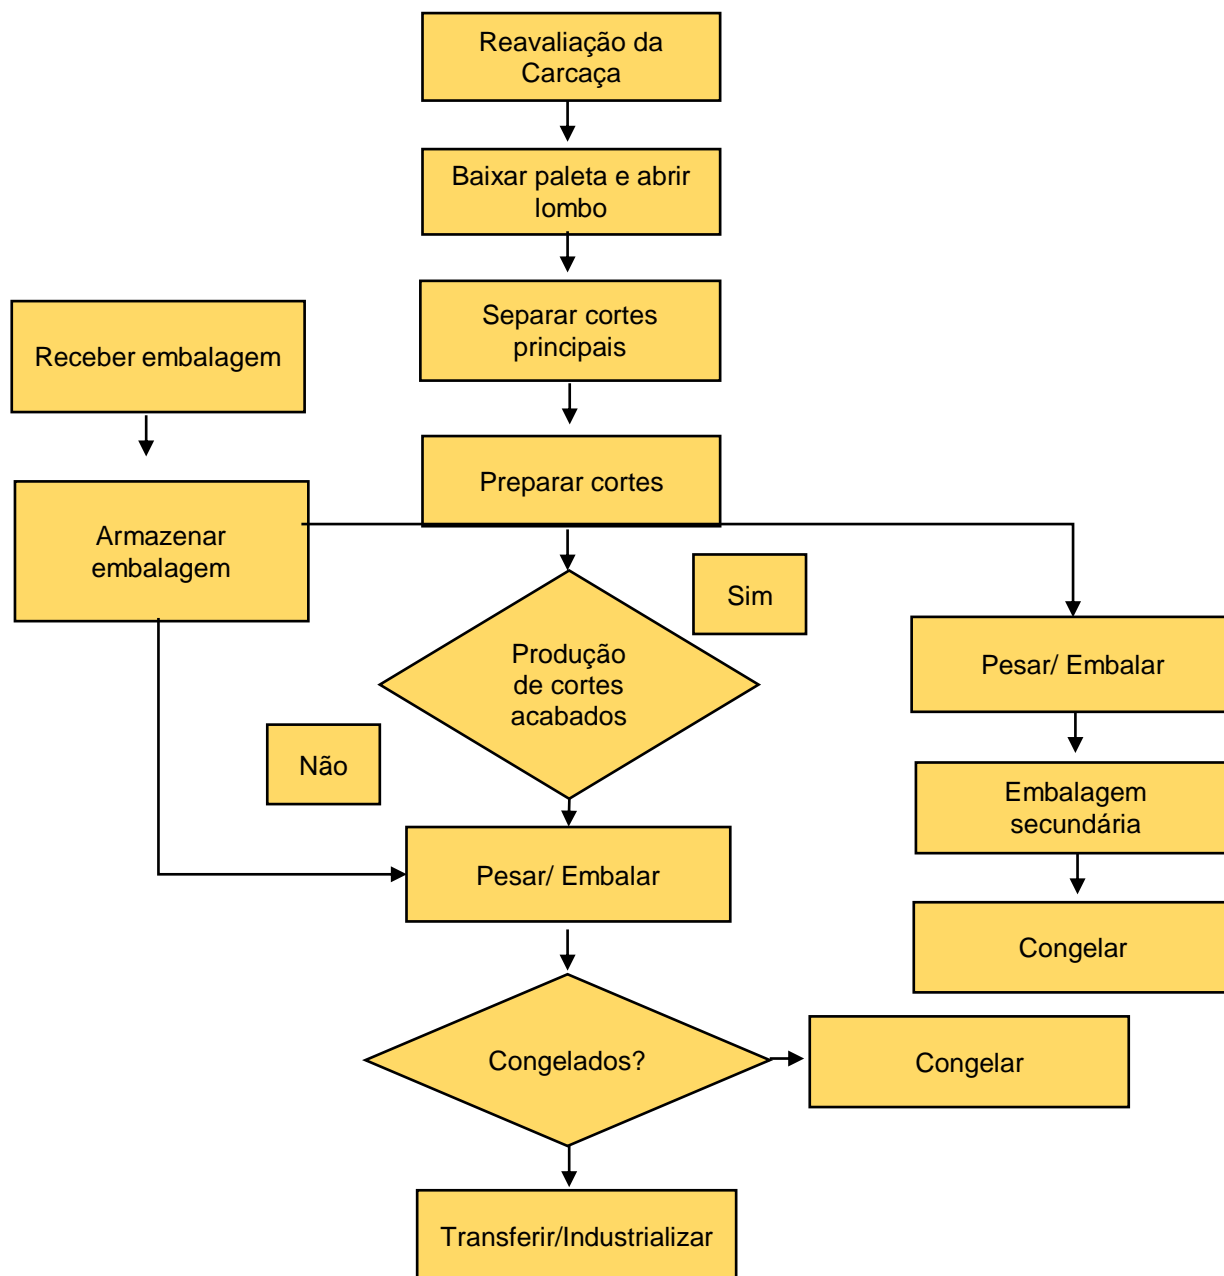 Reavaliação da
Carcaça
Baixar paleta e abrir
lombo
Separar cortes
principais
Receber embalagem
Preparar cortes
Armazenar
embalagem
Sim
Produção
de cortes
acabados
Pesar/ Embalar
Não
Embalagem
secundária
Pesar/ Embalar
Congelar
Congelados?
Congelar
Transferir/Industrializar